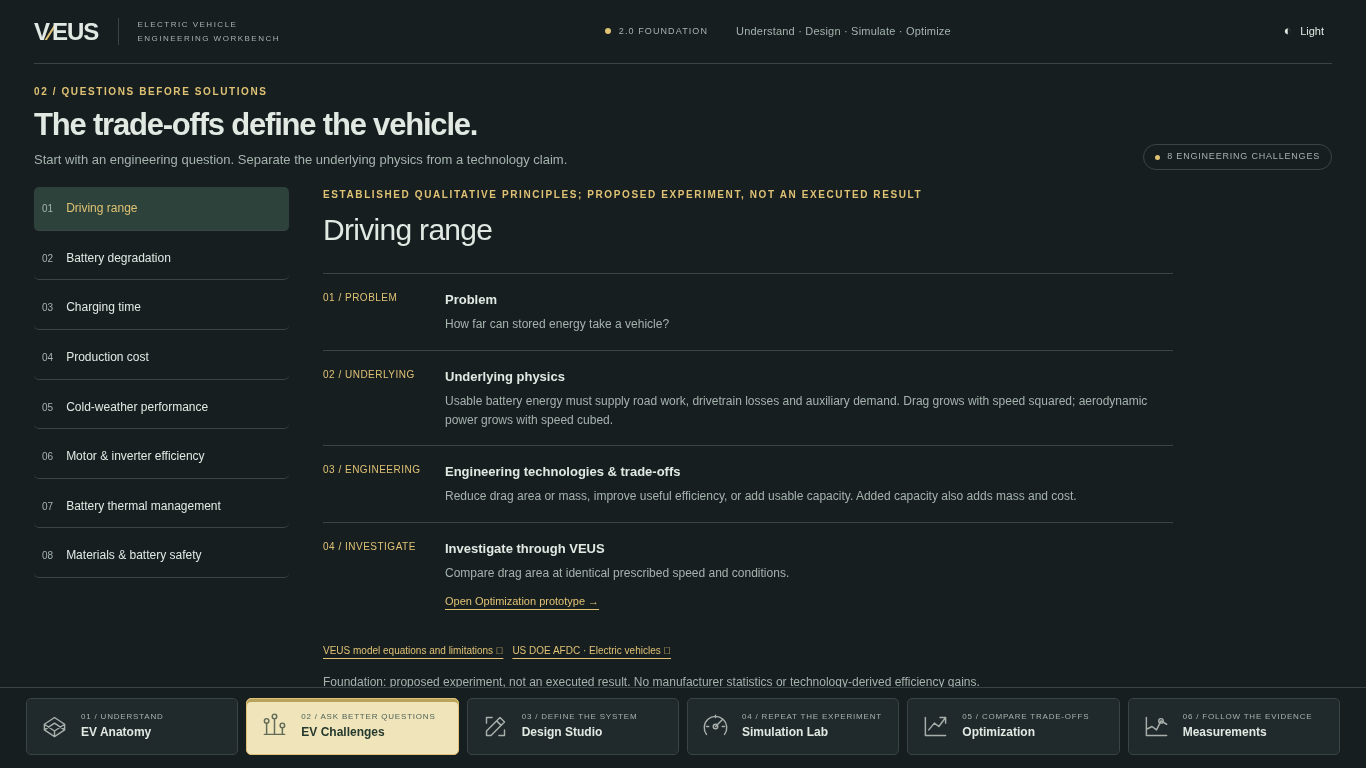 VEUS
ELECTRIC VEHICLE
ENGINEERING WORKBENCH
2.0 FOUNDATION
Understand · Design · Simulate · Optimize
Light
02 / QUESTIONS BEFORE SOLUTIONS
The trade-offs define the vehicle.
Start with an engineering question. Separate the underlying physics from a technology claim.
8 ENGINEERING CHALLENGES
01 Driving range
02 Battery degradation
03 Charging time
04 Production cost
05 Cold-weather performance
06 Motor & inverter efficiency
07 Battery thermal management
08 Materials & battery safety
ESTABLISHED QUALITATIVE PRINCIPLES; PROPOSED EXPERIMENT, NOT AN EXECUTED RESULT
Driving range
01 / PROBLEM
Problem
How far can stored energy take a vehicle?
02 / UNDERLYING
Underlying physics
Usable battery energy must supply road work, drivetrain losses and auxiliary demand. Drag grows with speed squared; aerodynamic
power grows with speed cubed.
03 / ENGINEERING
Engineering technologies & trade-offs
Reduce drag area or mass, improve useful efficiency, or add usable capacity. Added capacity also adds mass and cost.
04 / INVESTIGATE
Investigate through VEUS
Compare drag area at identical prescribed speed and conditions.
Open Optimization prototype →
VEUS model equations and limitations US DOE AFDC · Electric vehicles
Foundation: proposed experiment, not an executed result. No manufacturer statistics or technology-derived efficiency gains.
01 / UNDERSTAND
EV Anatomy
02 / ASK BETTER QUESTIONS
EV Challenges
03 / DEFINE THE SYSTEM
Design Studio
04 / REPEAT THE EXPERIMENT
Simulation Lab
05 / COMPARE TRADE-OFFS
Optimization
06 / FOLLOW THE EVIDENCE
Measurements